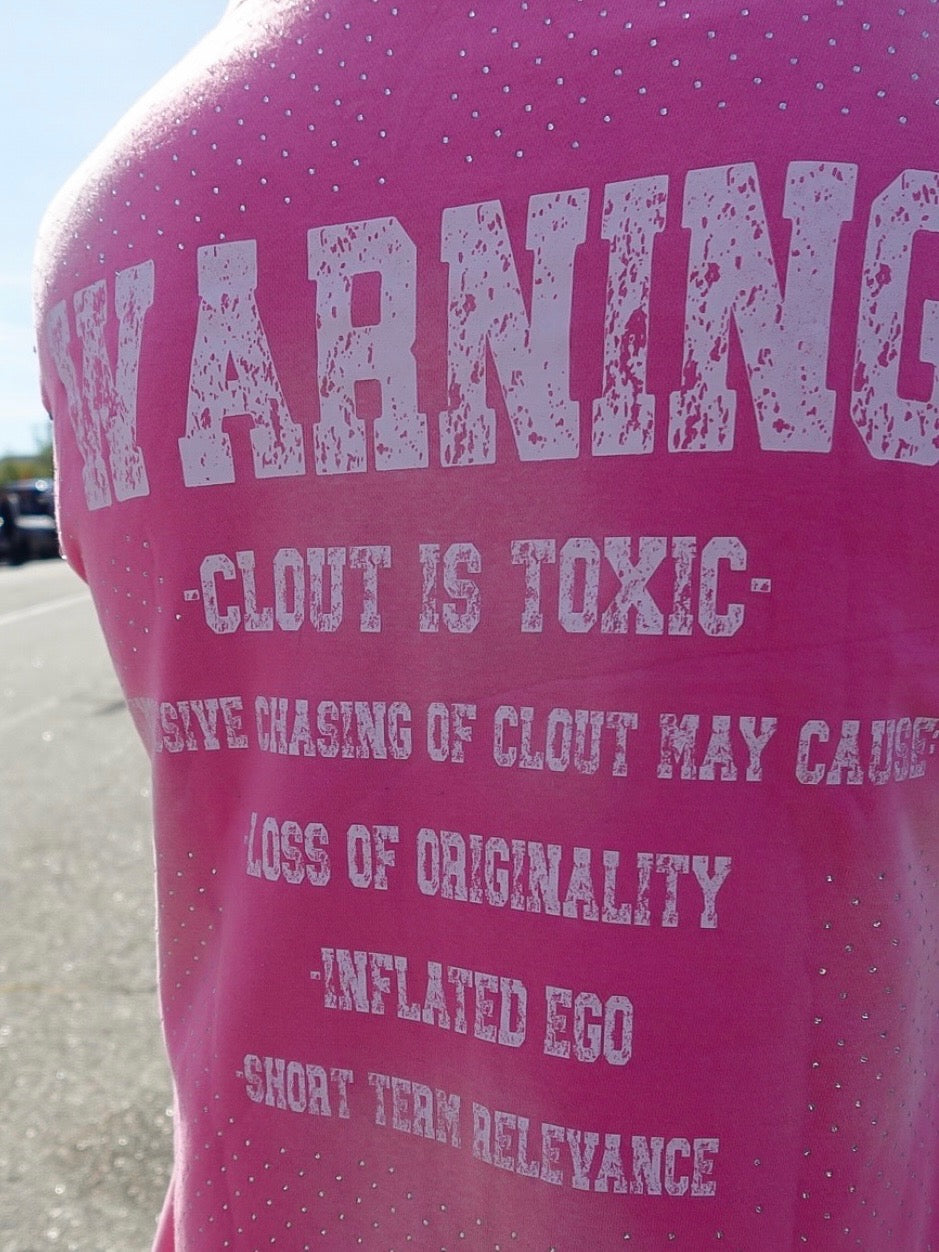 WARNING
-CLOUT IS TOXIC-
CHASING OF CLOUT MAY CAUSE
-LOSS OF ORIGINALITY
-INFLATED EGO
-SHORT TERM RELEVANCE